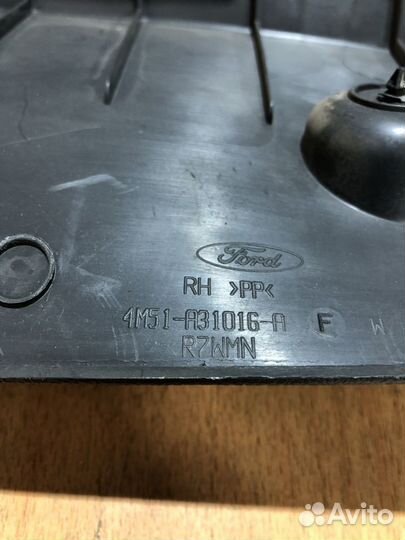 Ford
RH >PP<
4M51-A31016-A F W
R7WMN
Avito